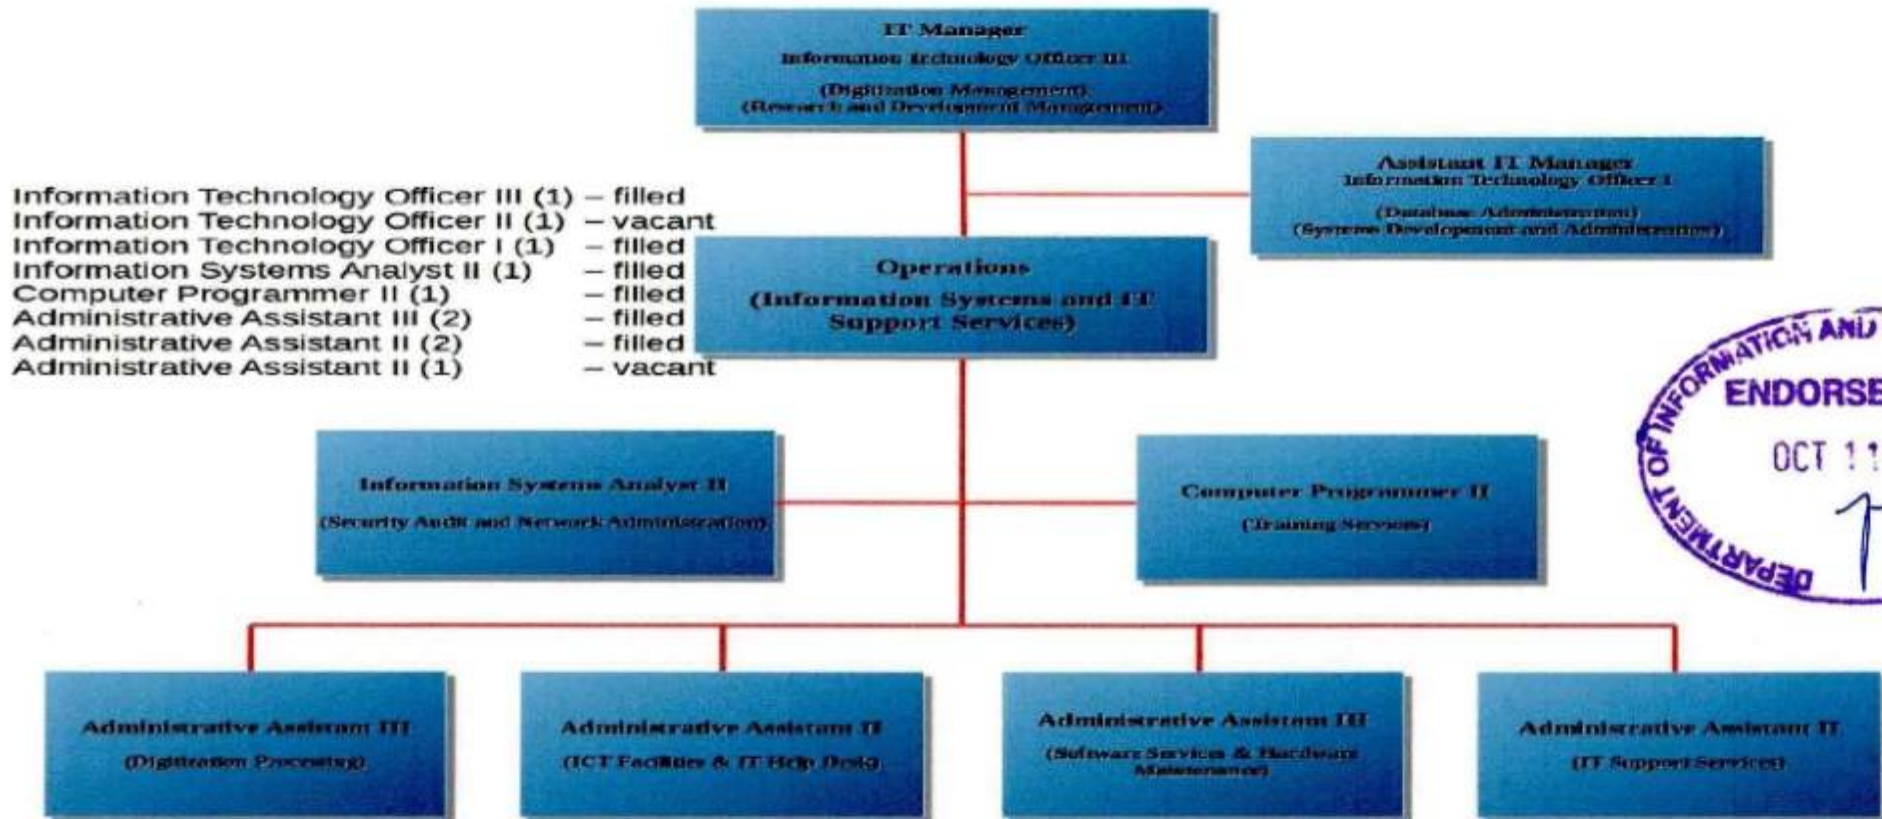 IT Manager
Information Technology Officer III
(Digitization Management)
(Research and Development Management)
Assistant IT Manager
Information Technology Officer I
(Database Administration)
(Systems Development and Administration)
Information Technology Officer III (1) – filled
Information Technology Officer II (1) – vacant
Information Technology Officer I (1) – filled
Information Systems Analyst II (1) – filled
Computer Programmer II (1) – filled
Administrative Assistant III (2) – filled
Administrative Assistant II (2) – filled
Administrative Assistant II (1) – vacant
Operations
(Information Systems and IT
Support Services)
DEPARTMENT OF INFORMATION AND
ENDORSE
OCT 11
Information Systems Analyst II
(Security Audit and Network Administration)
Computer Programmer II
(Training Services)
Administrative Assistant III
(Digitization Processing)
Administrative Assistant II
(ICT Facilities & IT Help Desk)
Administrative Assistant III
(Software Services & Hardware
Maintenance)
Administrative Assistant II
(IT Support Services)